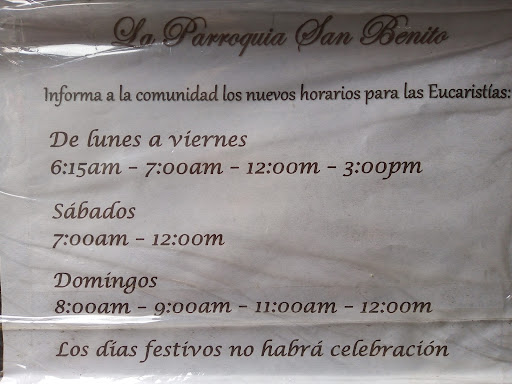 La Parroquia San Benito
Informa a la comunidad los nuevos horarios para las Eucaristías:
De lunes a viernes
6:15am - 7:00am - 12:00m - 3:00pm
Sábados
7:00am - 12:00m
Domingos
8:00am - 9:00am - 11:00am - 12:00m
Los días festivos no habrá celebración